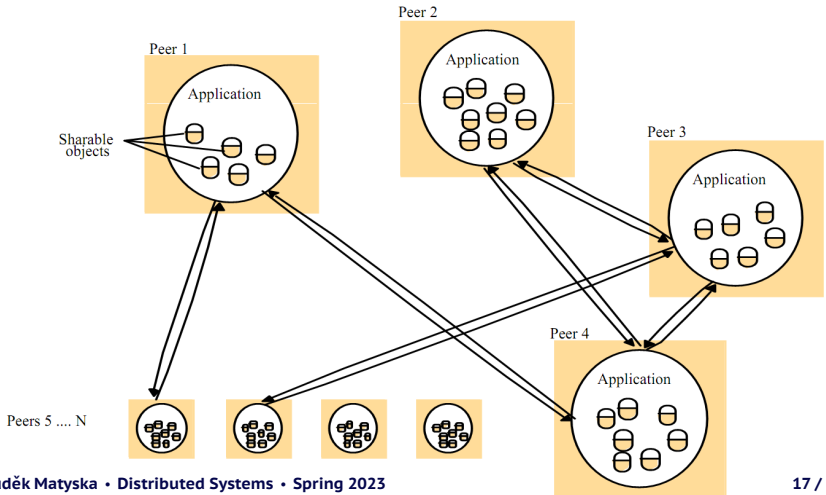 Peer 1
Application
Sharable
objects
Peer 2
Application
Peer 3
Application
Peer 4
Application
Peers 5 .... N
Matyska • Distributed Systems • Spring 2023
17 /